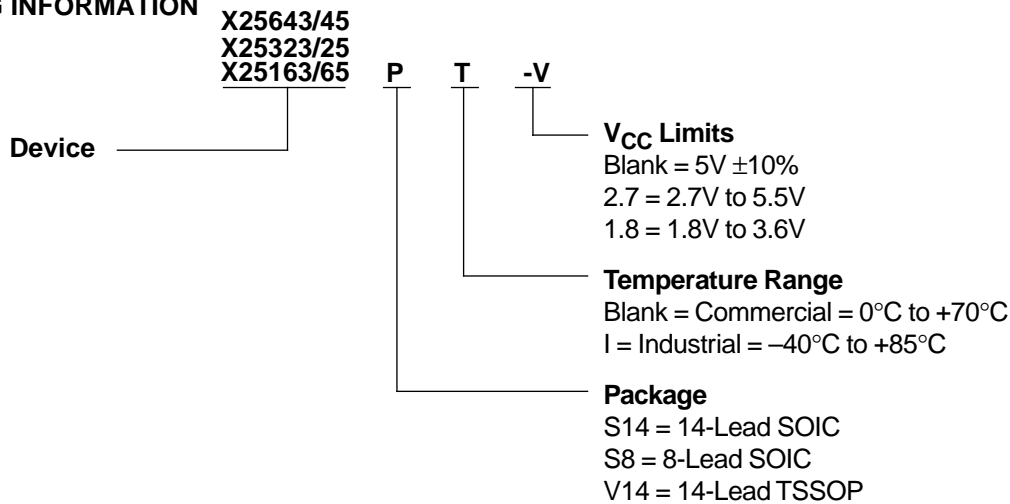 INFORMATION
X25643/45
X25323/25
X25163/65 P T -V
Device
VCC Limits
Blank = 5V ±10%
2.7 = 2.7V to 5.5V
1.8 = 1.8V to 3.6V
Temperature Range
Blank = Commercial = 0°C to +70°C
I = Industrial = –40°C to +85°C
Package
S14 = 14-Lead SOIC
S8 = 8-Lead SOIC
V14 = 14-Lead TSSOP